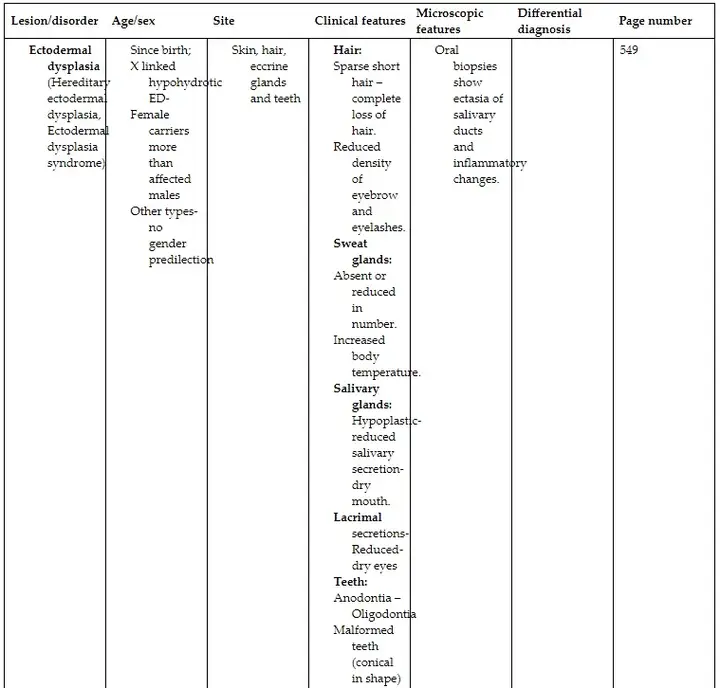 Lesion/disorder
Age/sex
Site
Clinical features
Microscopic
features
Differential
diagnosis
Page number
Ectodermal
dysplasia
(Hereditary
ectodermal
dysplasia,
Ectodermal
dysplasia
syndrome)
Since birth;
X linked
hypohydrotic
ED-
Female
carriers
more
than
affected
males
Other types-
no
gender
predilection
Skin, hair,
eccrine
glands
and teeth
Hair:
Sparse short
hair –
complete
loss of
hair.
Reduced
density
of
eyebrow
and
eyelashes.
Sweat
glands:
Absent or
reduced
in
number.
Increased
body
temperature.
Salivary
glands:
Hypoplastic-
reduced
salivary
secretion-
dry
mouth.
Lacrimal
secretions-
Reduced-
dry eyes
Teeth:
Anodontia –
Oligodontia
Malformed
teeth
(conical
in shape)
Oral
biopsies
show
ectasia of
salivary
ducts
and
inflammatory
changes.
549